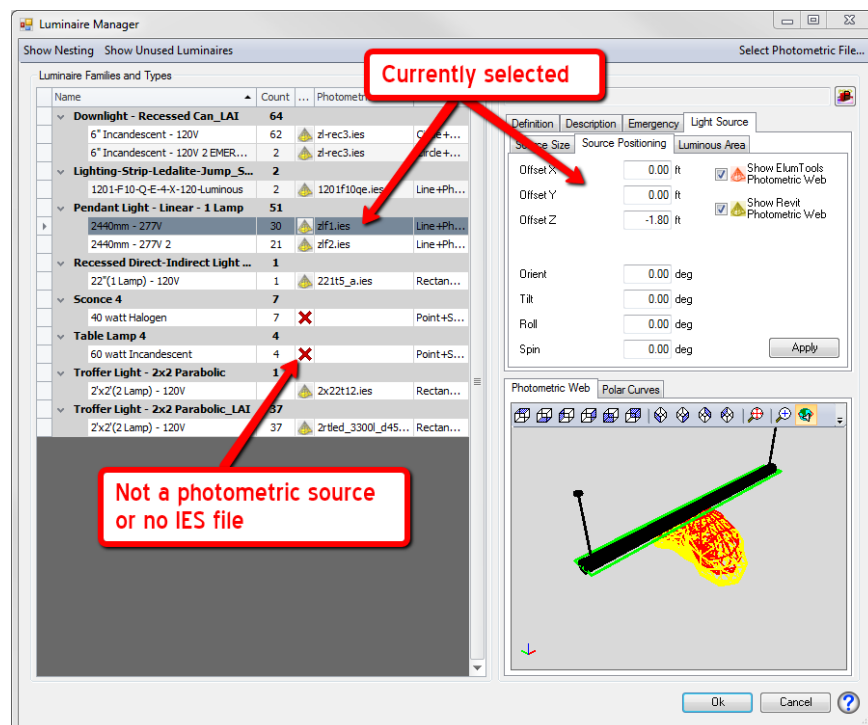 Luminaire Manager
Show Nesting Show Unused Luminaires Select Photometric File...
Luminaire Families and Types
Currently selected
Name Count ... Photometric
Downlight - Recessed Can_LAI 64
6" Incandescent - 120V 62 zl-rec3.ies Circle+...
6" Incandescent - 120V 2 EMER... 2 zl-rec3.ies Circle+...
Lighting-Strip-Ledalite-Jump_S... 2
1201-F10-Q-E-4-X-120-Luminous 2 1201f10qe.ies Line+Ph...
Pendant Light - Linear - 1 Lamp 51
2440mm - 277V 30 zlf1.ies Line+Ph...
2440mm - 277V 2 21 zlf2.ies Line+Ph...
Recessed Direct-Indirect Light ... 1
22"(1 Lamp) - 120V 1 221t5_a.ies Rectan...
Sconce 4 7
40 watt Halogen 7 Point+S...
Table Lamp 4 4
60 watt Incandescent 4 Point+S...
Troffer Light - 2x2 Parabolic 1
2'x2'(2 Lamp) - 120V 2x22t12.ies Rectan...
Troffer Light - 2x2 Parabolic_LAI 37
2'x2'(2 Lamp) - 120V 37 2rtled_3300l_d45... Rectan...
Not a photometric source
or no IES file
Definition Description Emergency Light Source
Source Size Source Positioning Luminous Area
Offset X 0.00 ft Show ElumTools
Photometric Web
Offset Y 0.00 ft Show Revit
Photometric Web
Offset Z -1.80 ft
Orient 0.00 deg
Tilt 0.00 deg
Roll 0.00 deg
Spin 0.00 deg Apply
Photometric Web Polar Curves
Ok Cancel ?